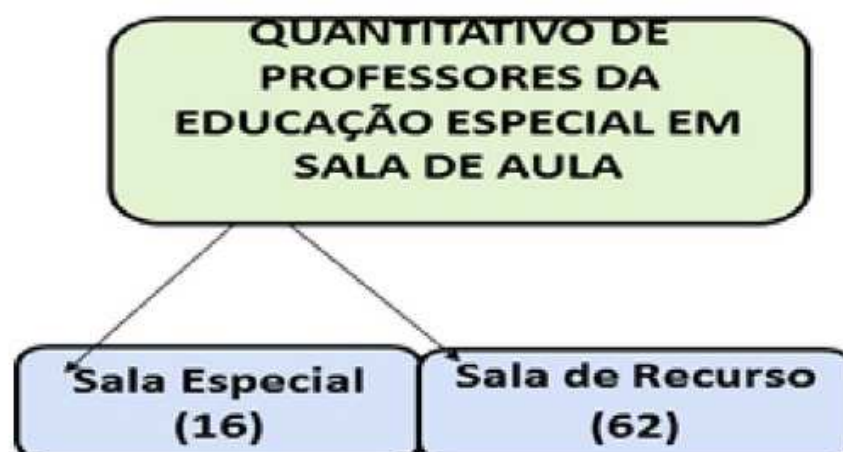 QUANTITATIVO DE
PROFESSORES DA
EDUCAÇÃO ESPECIAL EM
SALA DE AULA
Sala Especial
(16)
Sala de Recurso
(62)